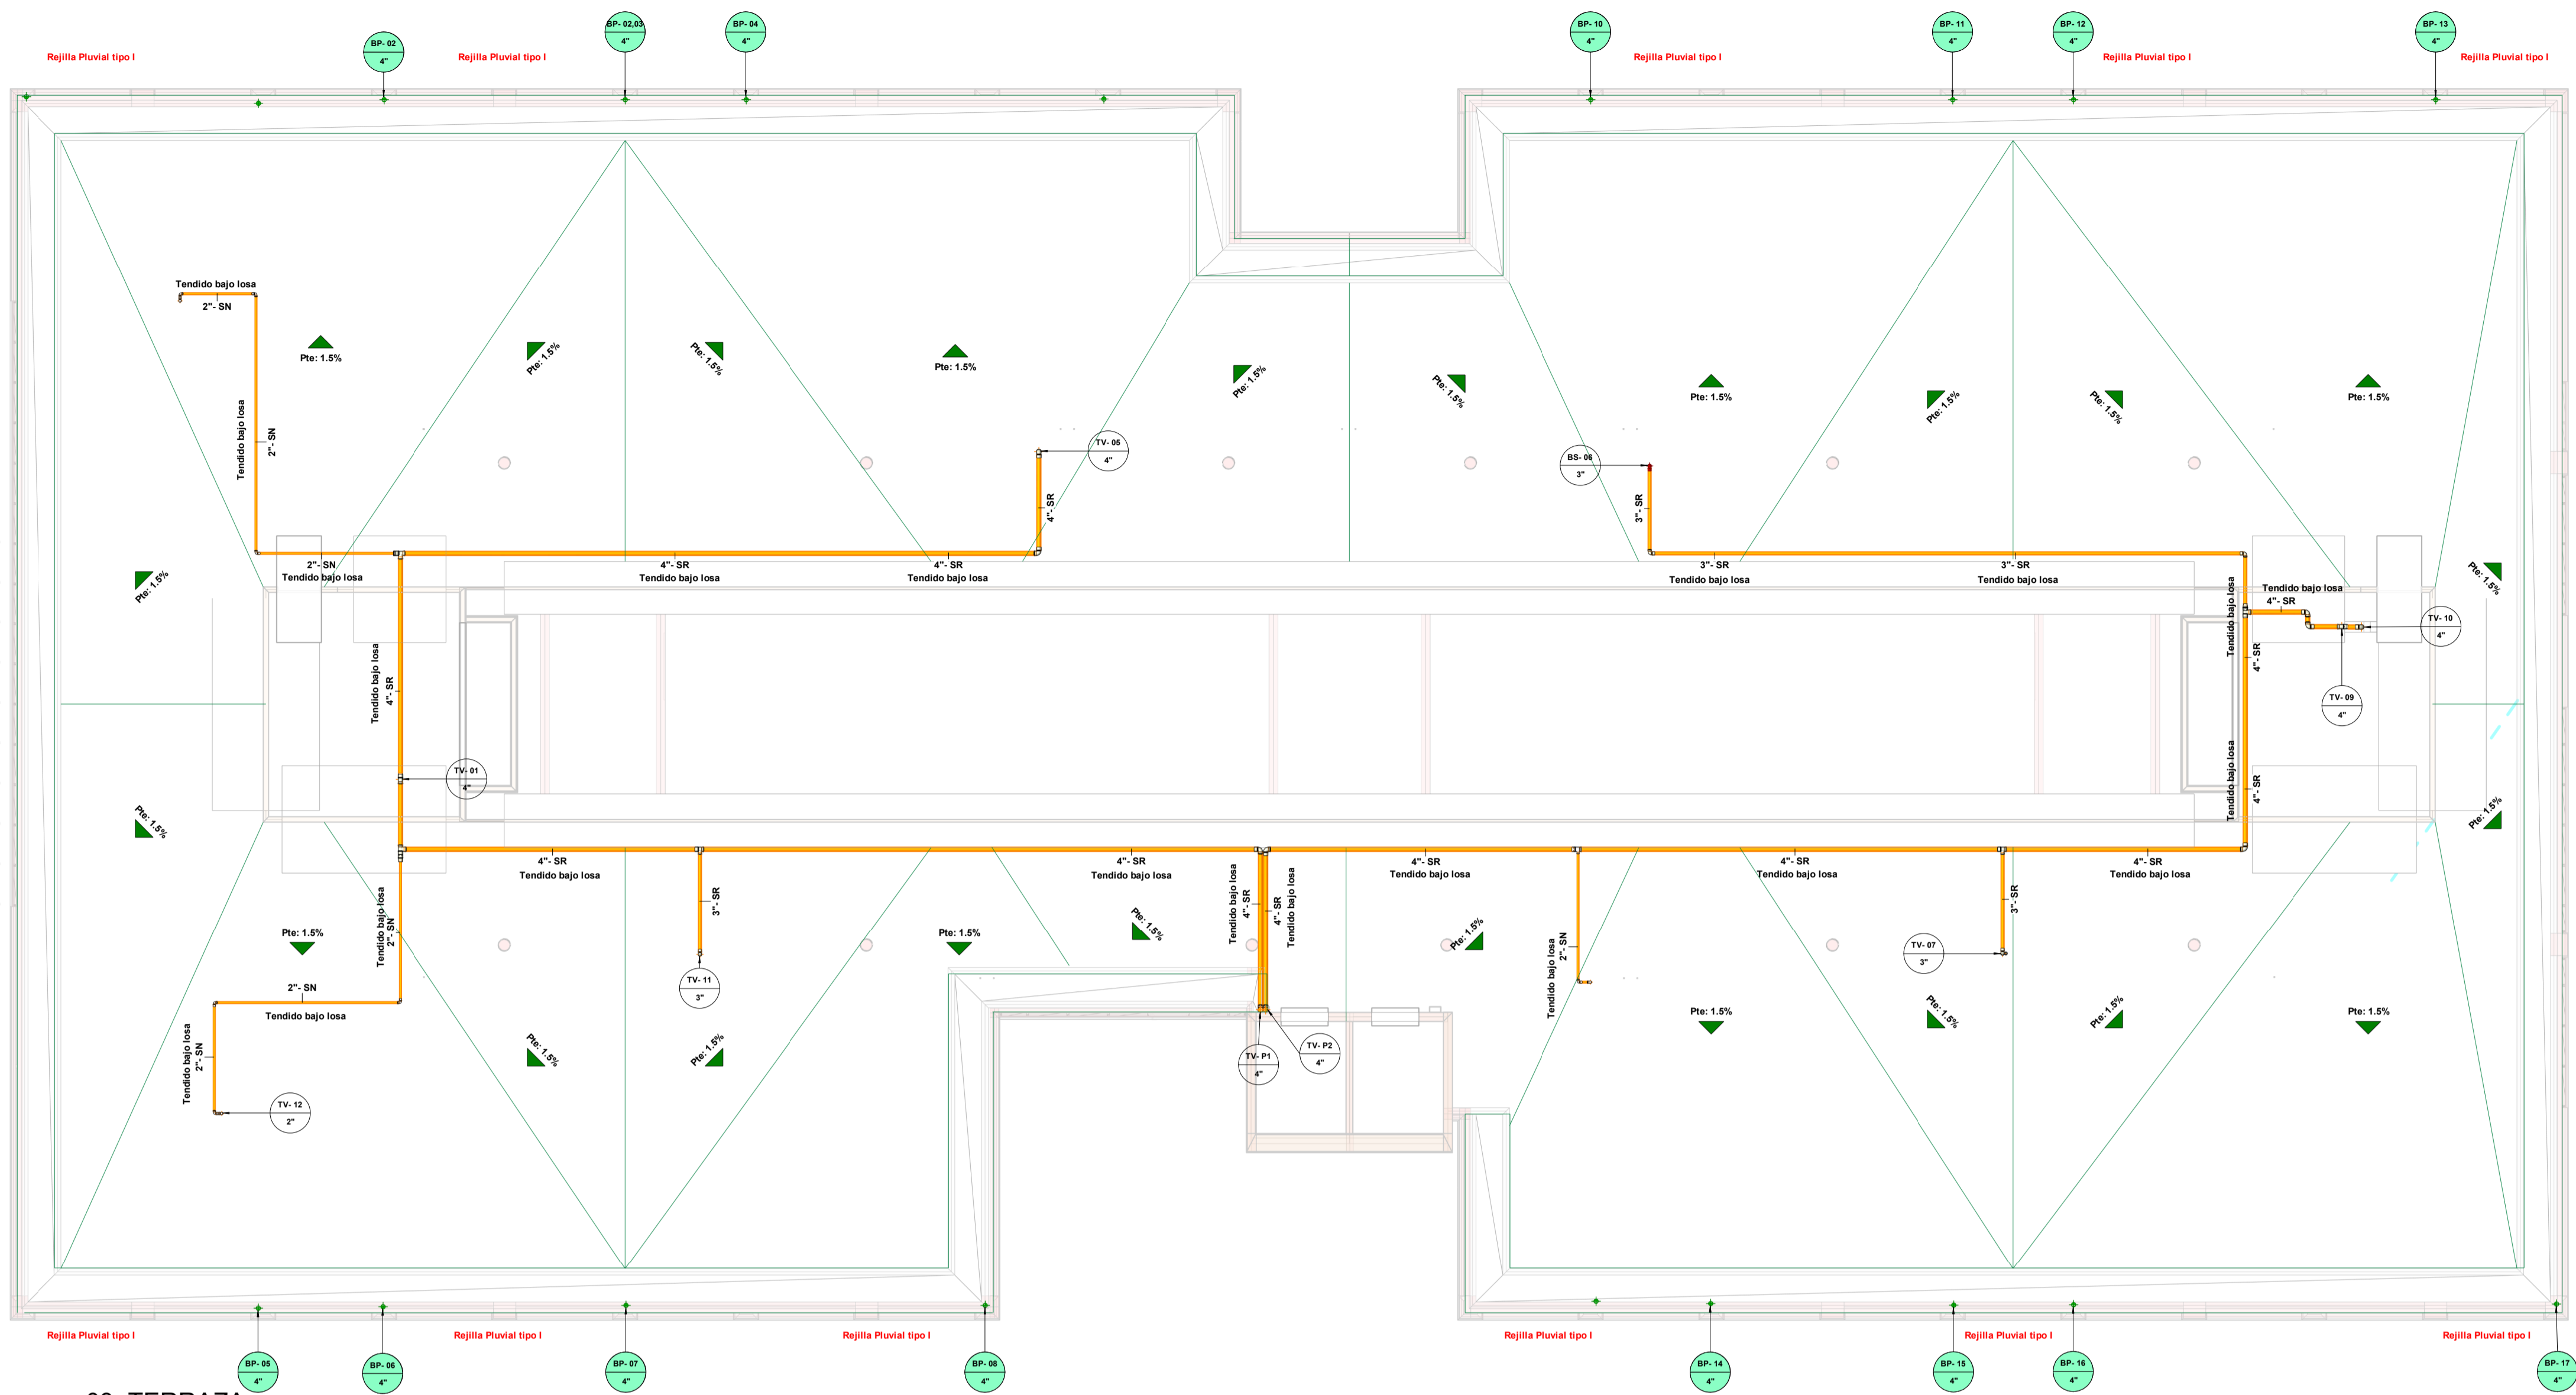 BP- 02,03
4"
BP- 04
4"
BP- 10
4"
BP- 11
4"
BP- 12
4"
BP- 13
4"
BP- 02
4"
Rejilla Pluvial tipo I
Rejilla Pluvial tipo I
Rejilla Pluvial tipo I
Rejilla Pluvial tipo I
Rejilla Pluvial tipo I
Tendido bajo losa
2"- SN
Pte: 1.5%
Pte: 1.5%
Pte: 1.5%
Pte: 1.5%
Pte: 1.5%
Pte: 1.5%
Pte: 1.5%
Pte: 1.5%
Pte: 1.5%
Pte: 1.5%
Tendido bajo losa
2"- SN
TV- 05
4"
4"- SR
BS- 06
3"
3"- SR
2"- SN
Tendido bajo losa
4"- SR
Tendido bajo losa
4"- SR
Tendido bajo losa
3"- SR
Tendido bajo losa
3"- SR
Tendido bajo losa
Pte: 1.5%
Pte: 1.5%
Tendido bajo losa
4"- SR
Tendido bajo losa
4"- SR
TV- 10
4"
TV- 09
4"
Tendido bajo losa
4"- SR
TV- 01
4"
Tendido bajo losa
4"- SR
Pte: 1.5%
Pte: 1.5%
4"- SR
Tendido bajo losa
4"- SR
Tendido bajo losa
4"- SR
Tendido bajo losa
4"- SR
Tendido bajo losa
4"- SR
Tendido bajo losa
Tendido bajo losa
2"- SN
3"- SR
Tendido bajo losa
4"- SR
4"- SR
Tendido bajo losa
3"- SR
Pte: 1.5%
Pte: 1.5%
Pte: 1.5%
Pte: 1.5%
Tendido bajo losa
2"- SN
TV- 07
3"
TV- 11
3"
2"- SN
Tendido bajo losa
Tendido bajo losa
2"- SN
Pte: 1.5%
Pte: 1.5%
Pte: 1.5%
Pte: 1.5%
Pte: 1.5%
Pte: 1.5%
TV- P1
4"
TV- P2
4"
TV- 12
2"
Rejilla Pluvial tipo I
Rejilla Pluvial tipo I
Rejilla Pluvial tipo I
Rejilla Pluvial tipo I
Rejilla Pluvial tipo I
Rejilla Pluvial tipo I
BP- 05
4"
BP- 06
4"
BP- 07
4"
BP- 08
4"
BP- 14
4"
BP- 15
4"
BP- 16
4"
BP- 17
4"